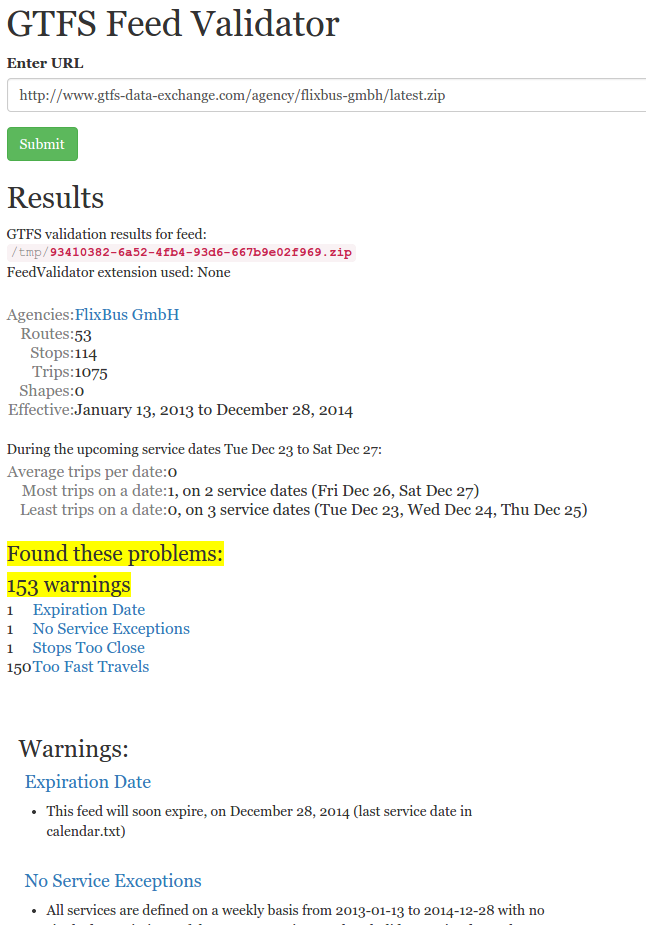 GTFS Feed Validator
Enter URL
http://www.gtfs-data-exchange.com/agency/flixbus-gmbh/latest.zip
Submit
Results
GTFS validation results for feed:
/tmp/93410382-6a52-4fb4-93d6-667b9e02f969.zip
FeedValidator extension used: None
Agencies:FlixBus GmbH
Routes:53
Stops:114
Trips:1075
Shapes:0
Effective:January 13, 2013 to December 28, 2014
During the upcoming service dates Tue Dec 23 to Sat Dec 27:
Average trips per date:0
Most trips on a date:1, on 2 service dates (Fri Dec 26, Sat Dec 27)
Least trips on a date:0, on 3 service dates (Tue Dec 23, Wed Dec 24, Thu Dec 25)
Found these problems:
153 warnings
1 Expiration Date
1 No Service Exceptions
1 Stops Too Close
150 Too Fast Travels
Warnings:
Expiration Date
• This feed will soon expire, on December 28, 2014 (last service date in
calendar.txt)
No Service Exceptions
• All services are defined on a weekly basis from 2013-01-13 to 2014-12-28 with no